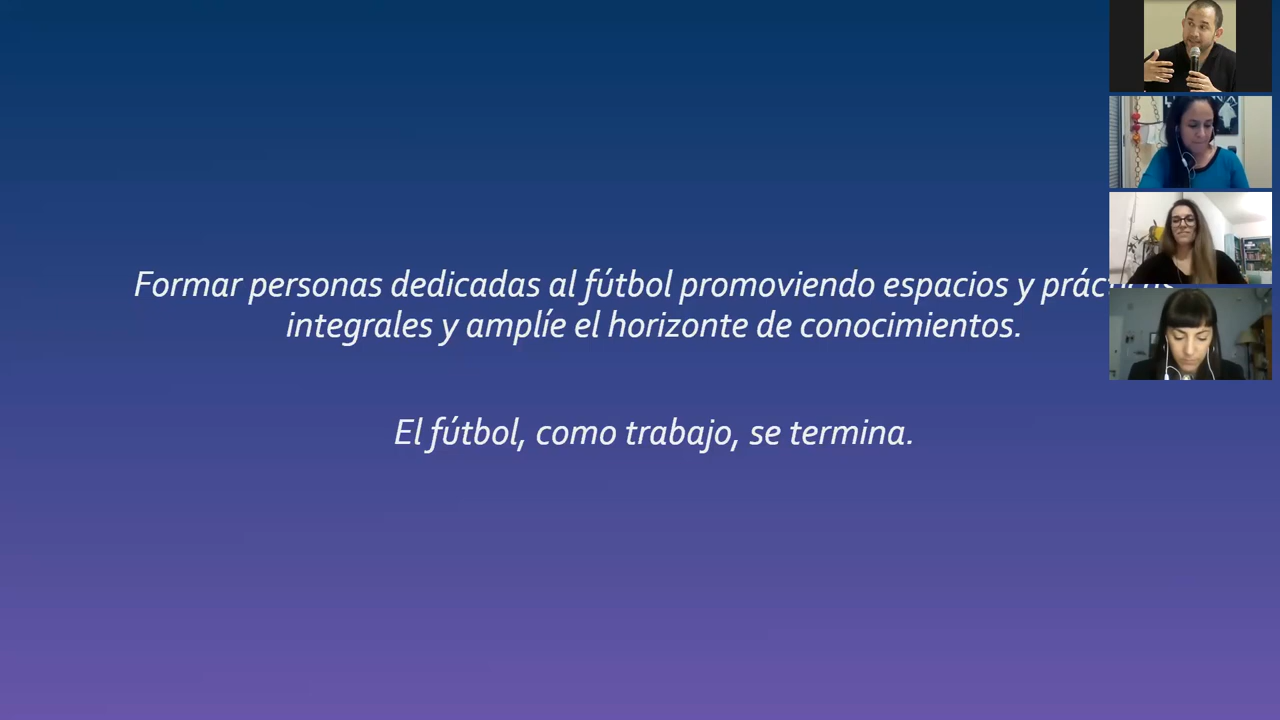 Formar personas dedicadas al fútbol promoviendo espacios y
integrales y amplíe el horizonte de conocimientos.
El fútbol, como trabajo, se termina.